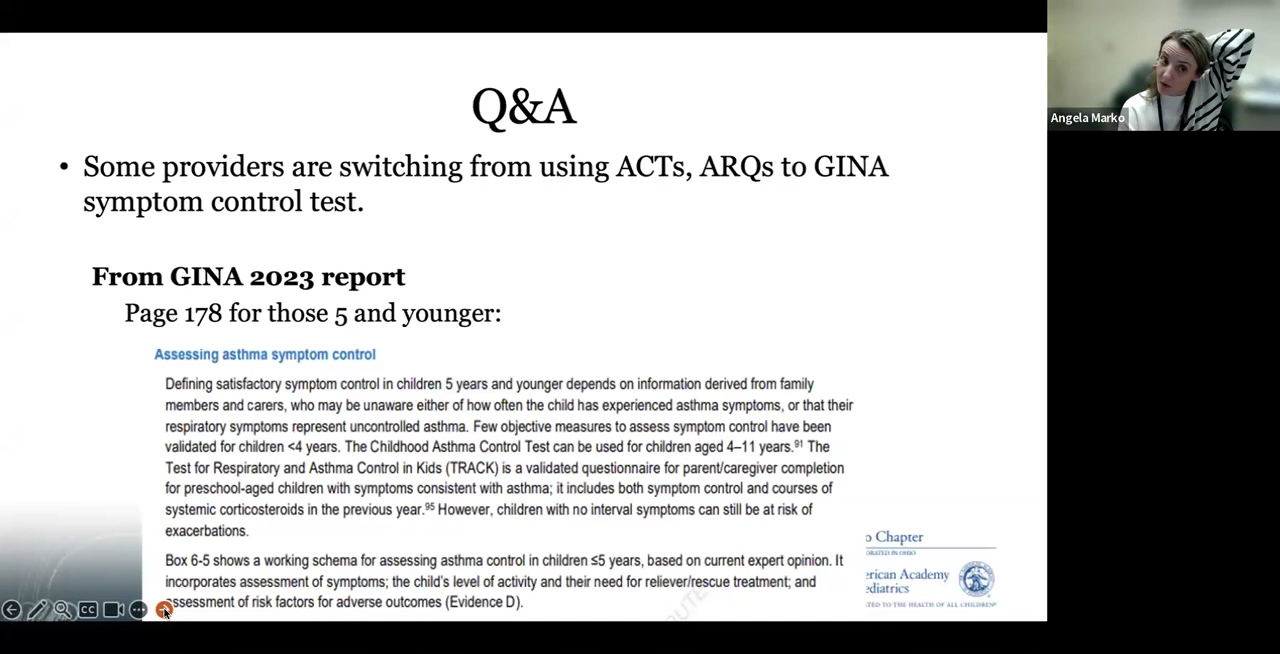 Q&A
• Some providers are switching from using ACTs, ARQs to GINA
symptom control test.
From GINA 2023 report
Page 178 for those 5 and younger:
Assessing asthma symptom control
Defining satisfactory symptom control in children 5 years and younger depends on information derived from family
members and carers, who may be unaware either of how often the child has experienced asthma symptoms, or that their
respiratory symptoms represent uncontrolled asthma. Few objective measures to assess symptom control have been
validated for children <4 years. The Childhood Asthma Control Test can be used for children aged 4–11 years.91 The
Test for Respiratory and Asthma Control in Kids (TRACK) is a validated questionnaire for parent/caregiver completion
for preschool-aged children with symptoms consistent with asthma; it includes both symptom control and courses of
systemic corticosteroids in the previous year.95 However, children with no interval symptoms can still be at risk of
exacerbations.
Box 6-5 shows a working schema for assessing asthma control in children ≤5 years, based on current expert opinion. It
incorporates assessment of symptoms; the child's level of activity and their need for reliever/rescue treatment; and
ssessment of risk factors for adverse outcomes (Evidence D).
o Chapter
ORATED IN OHIO
erican Academy
ediatrics
TED TO THE HEALTH OF ALL CHILDREN®
CC
Angela Marko